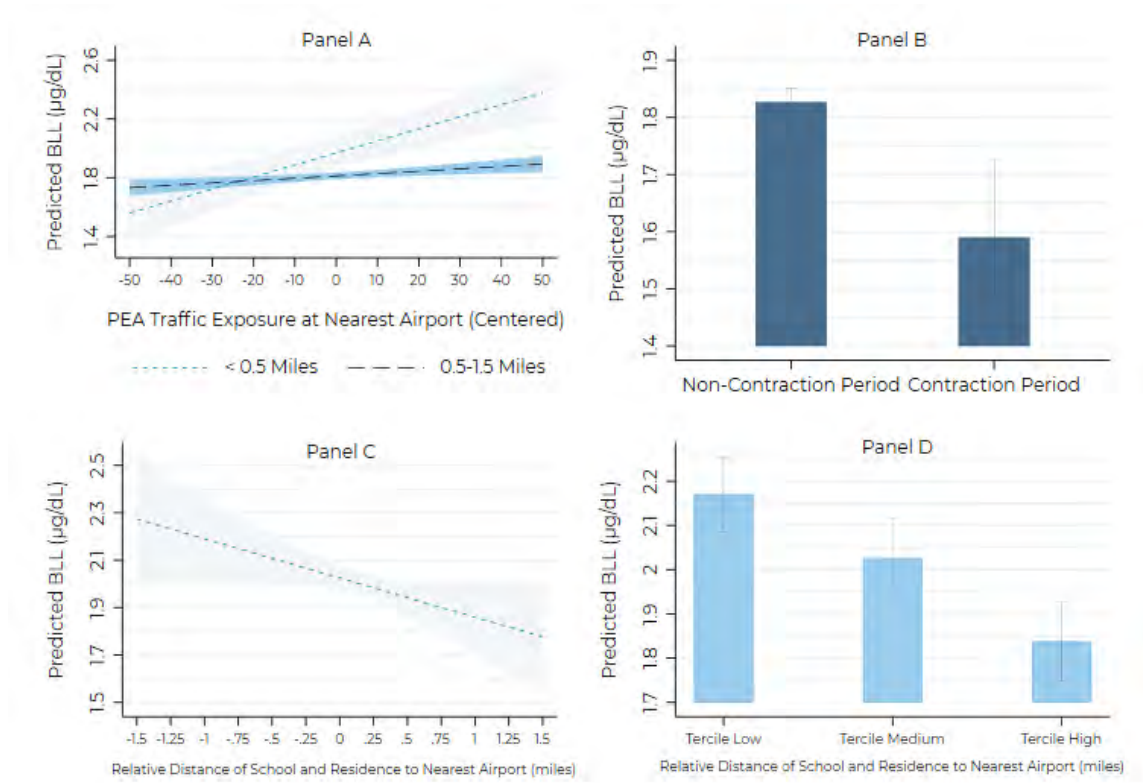 Panel A
Predicted BLL (µg/dL)
2.6
2.2
1.8
1.4
-50 -40 -30 -20 -10 0 10 20 30 40 50
PEA Traffic Exposure at Nearest Airport (Centered)
< 0.5 Miles 0.5-1.5 Miles
Panel B
Predicted BLL (µg/dL)
1.9
1.8
1.7
1.6
1.5
1.4
Non-Contraction Period Contraction Period
Panel C
Predicted BLL (µg/dL)
2.5
2.3
2.1
1.9
1.7
1.5
-1.5 -1.25 -1 -.75 -.5 -.25 0 .25 .5 .75 1 1.25 1.5
Relative Distance of School and Residence to Nearest Airport (miles)
Panel D
Predicted BLL (µg/dL)
2.2
2.1
2
1.9
1.8
1.7
Tercile Low Tercile Medium Tercile High
Relative Distance of School and Residence to Nearest Airport (miles)